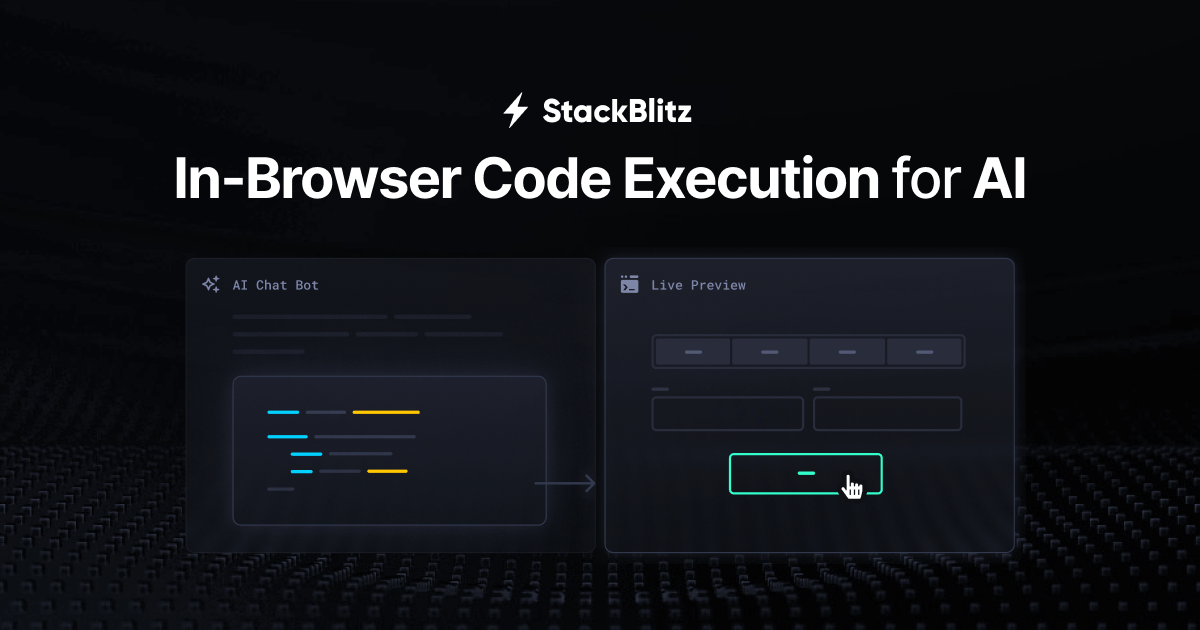 StackBlitz
In-Browser Code Execution for AI
AI Chat Bot
Live Preview